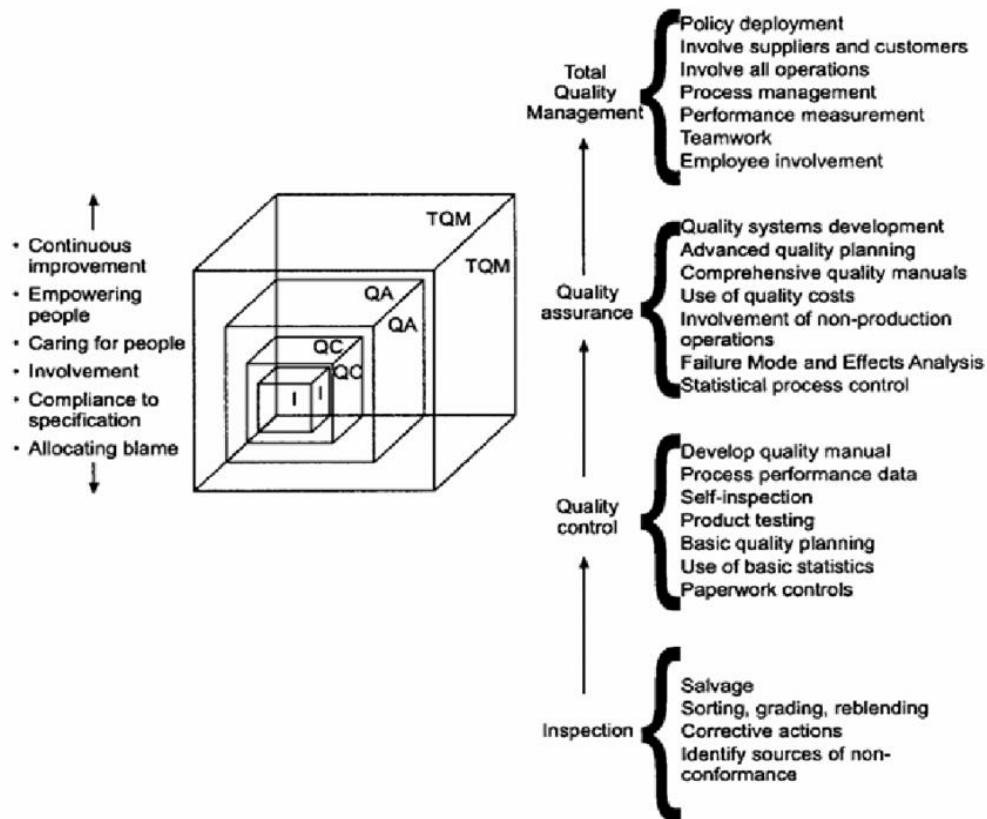 • Continuous
improvement
• Empowering
people
• Caring for people
• Involvement
• Compliance to
specification
• Allocating blame
TQM
TQM
QA
QA
QC
QC
I
I
Total
Quality
Management
Policy deployment
Involve suppliers and customers
Involve all operations
Process management
Performance measurement
Teamwork
Employee involvement
Quality
assurance
Quality systems development
Advanced quality planning
Comprehensive quality manuals
Use of quality costs
Involvement of non-production
operations
Failure Mode and Effects Analysis
Statistical process control
Quality
control
Develop quality manual
Process performance data
Self-inspection
Product testing
Basic quality planning
Use of basic statistics
Paperwork controls
Inspection
Salvage
Sorting, grading, reblending
Corrective actions
Identify sources of non-
conformance